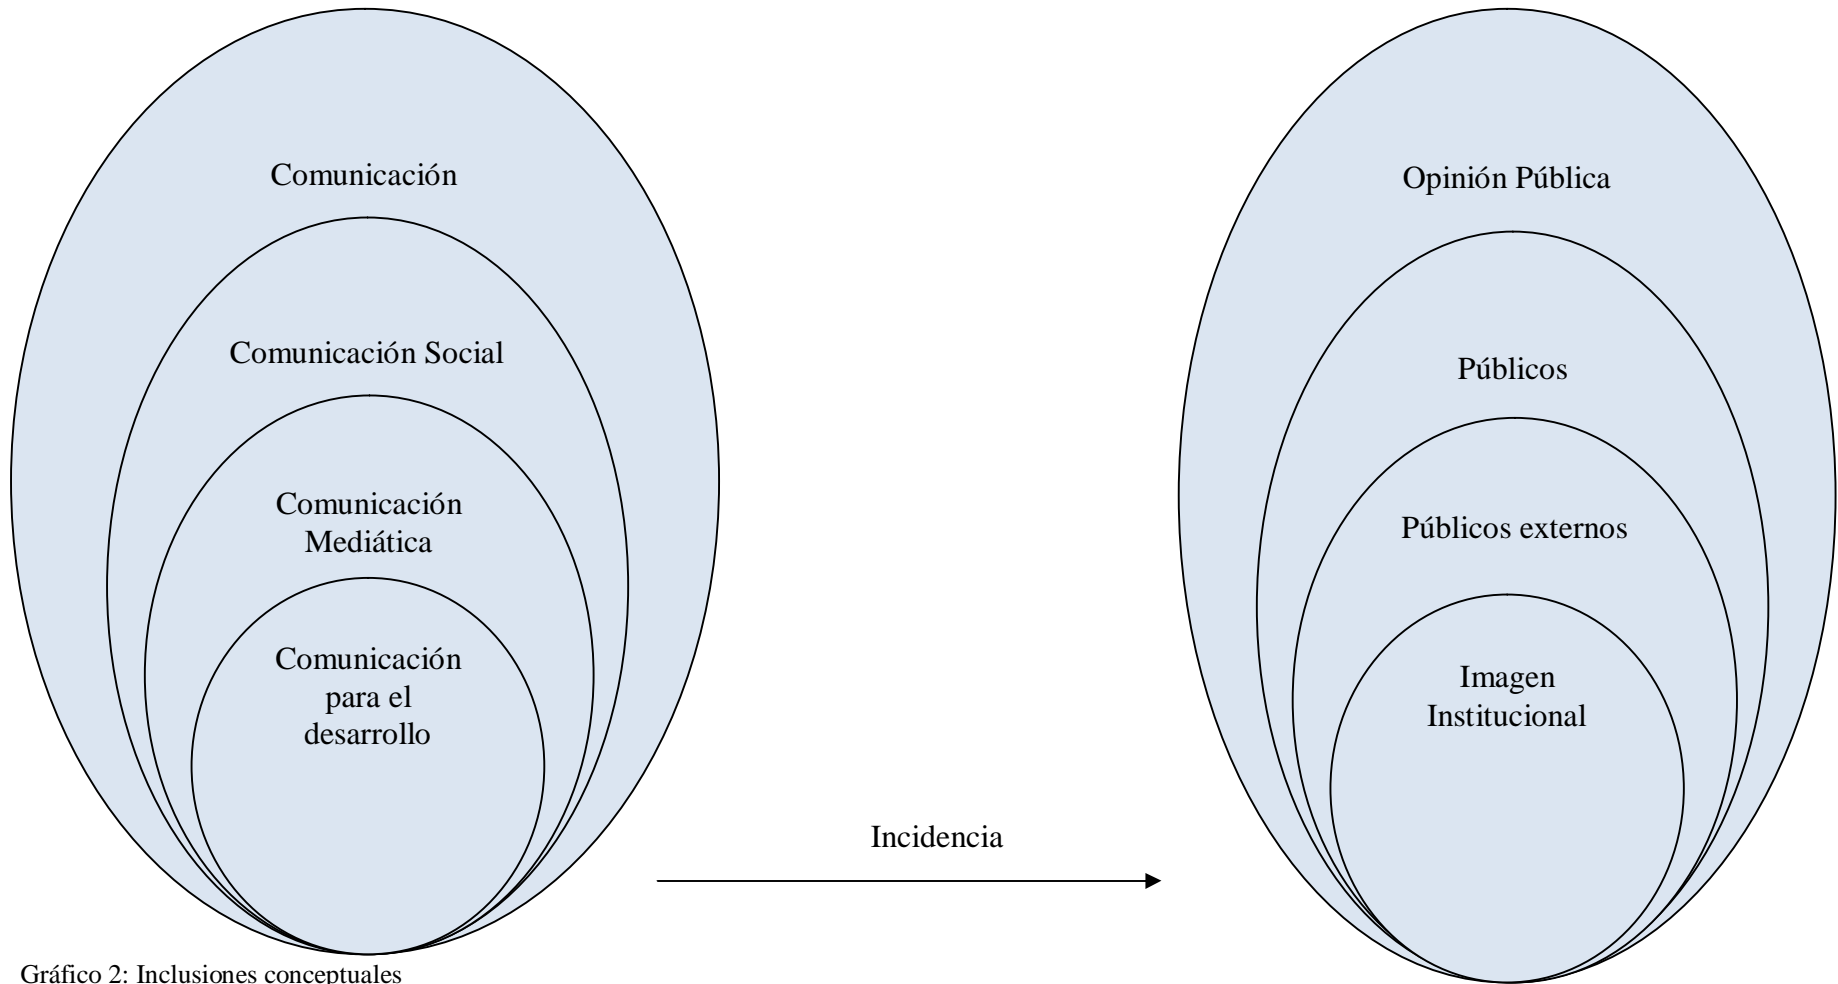 Comunicación
Comunicación Social
Comunicación
Mediática
Comunicación
para el
desarrollo
Incidencia
Opinión Pública
Públicos
Públicos externos
Imagen
Institucional
Gráfico 2: Inclusiones conceptuales